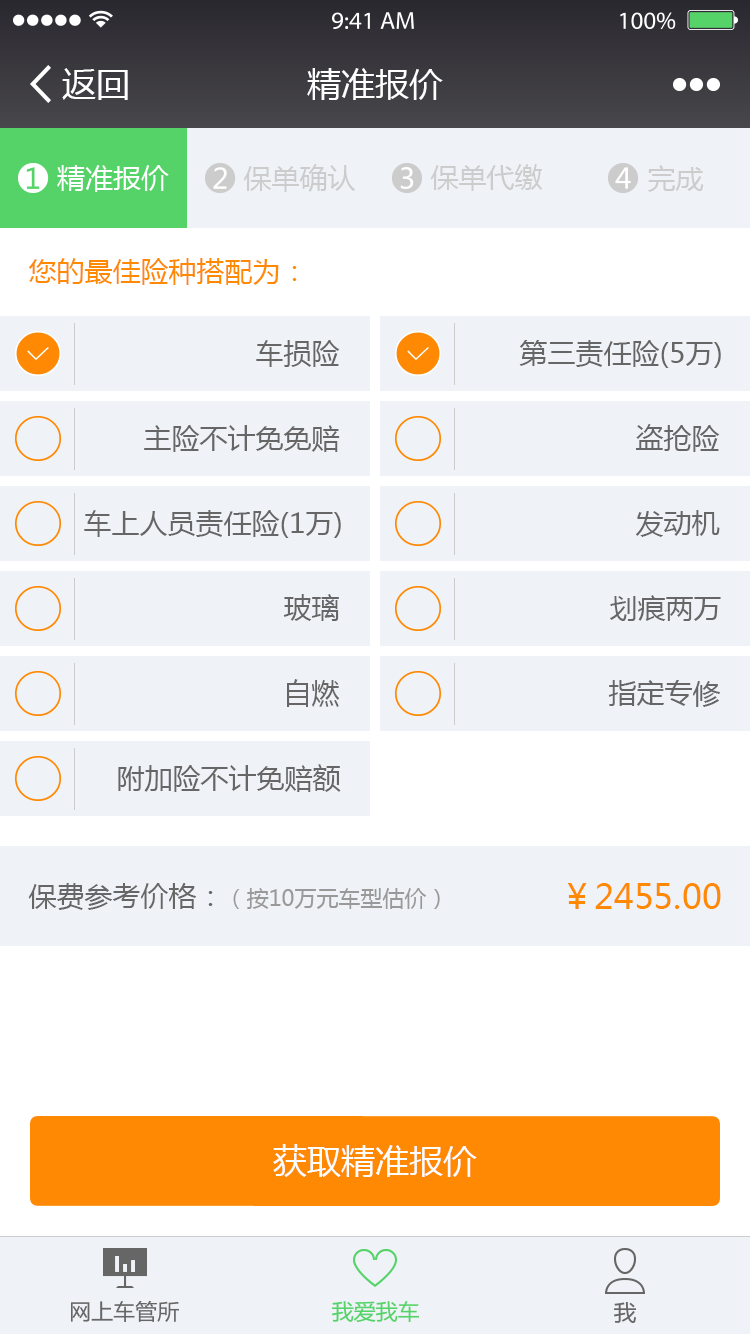 9:41 AM 100%
返回 精准报价
1 精准报价 2 保单确认 3 保单代缴 4 完成
您的最佳险种搭配为：
车损险 第三责任险(5万)
主险不计免免赔 盗抢险
车上人员责任险(1万) 发动机
玻璃 划痕两万
自燃 指定专修
附加险不计免赔额
保费参考价格：（按10万元车型估价） ¥2455.00
获取精准报价
网上车管所 我爱我车 我